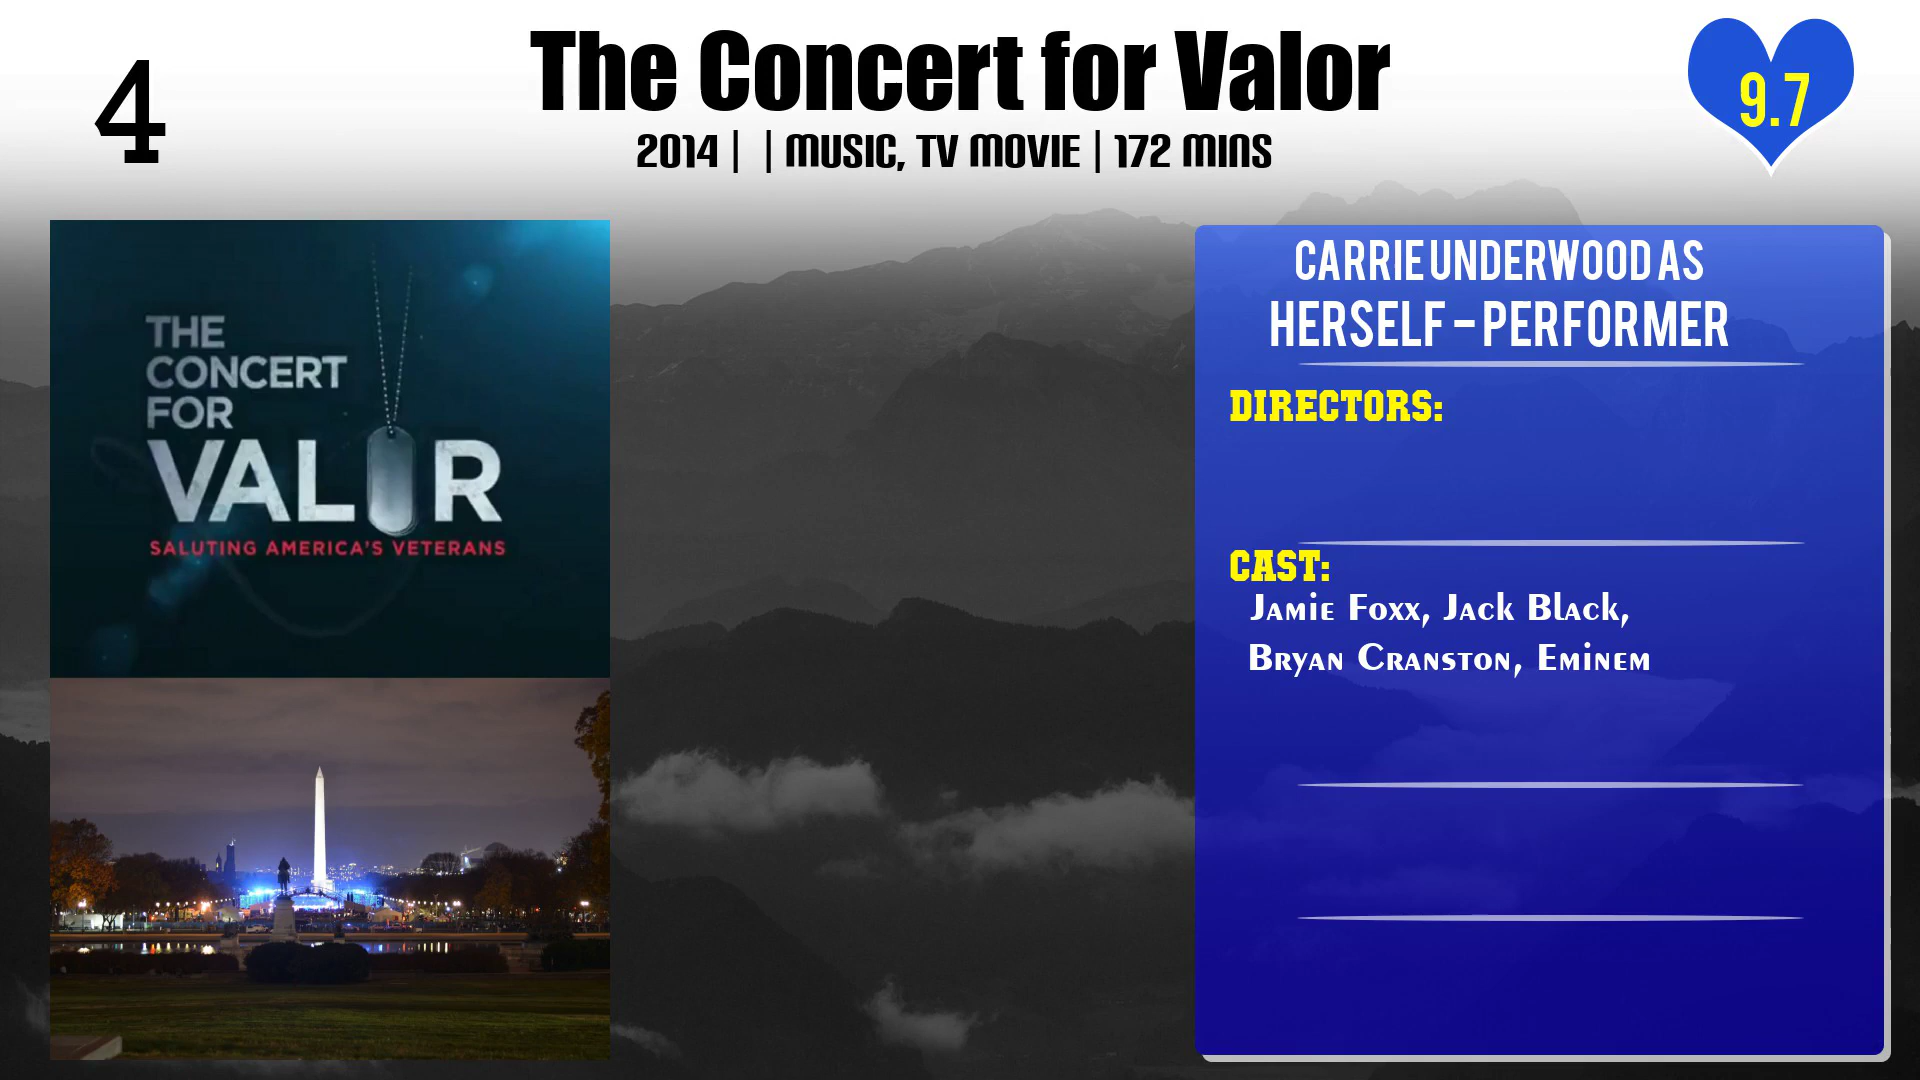 4
The Concert for Valor
2014 | | MUSIC, TV MOVIE | 172 MINS
9.7
THE
CONCERT
FOR
VALOR
SALUTING AMERICA'S VETERANS
CARRIE UNDERWOOD AS
HERSELF - PERFORMER
DIRECTORS:
CAST:
Jamie Foxx, Jack Black,
Bryan Cranston, Eminem